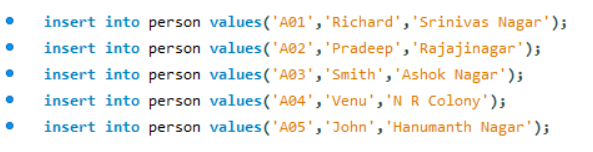 insert into person values('A01','Richard','Srinivas Nagar');
insert into person values('A02','Pradeep','Rajajinagar');
insert into person values('A03','Smith','Ashok Nagar');
insert into person values('A04','Venu','N R Colony');
insert into person values('A05','John','Hanumanth Nagar');